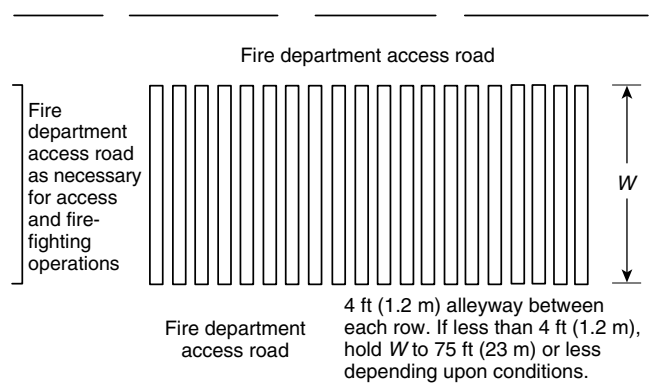 Fire department access road
Fire
department
access road
as necessary
for access
and fire-
fighting
operations
W
Fire department
access road
4 ft (1.2 m) alleyway between
each row. If less than 4 ft (1.2 m),
hold W to 75 ft (23 m) or less
depending upon conditions.